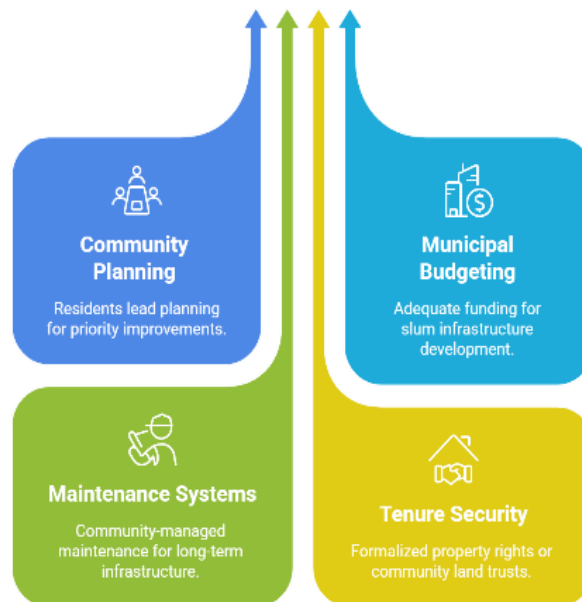 Community
Planning
Residents lead planning
for priority improvements.
Municipal
Budgeting
Adequate funding for
slum infrastructure
development.
Maintenance Systems
Community-managed
maintenance for long-term
infrastructure.
Tenure Security
Formalized property rights or
community land trusts.